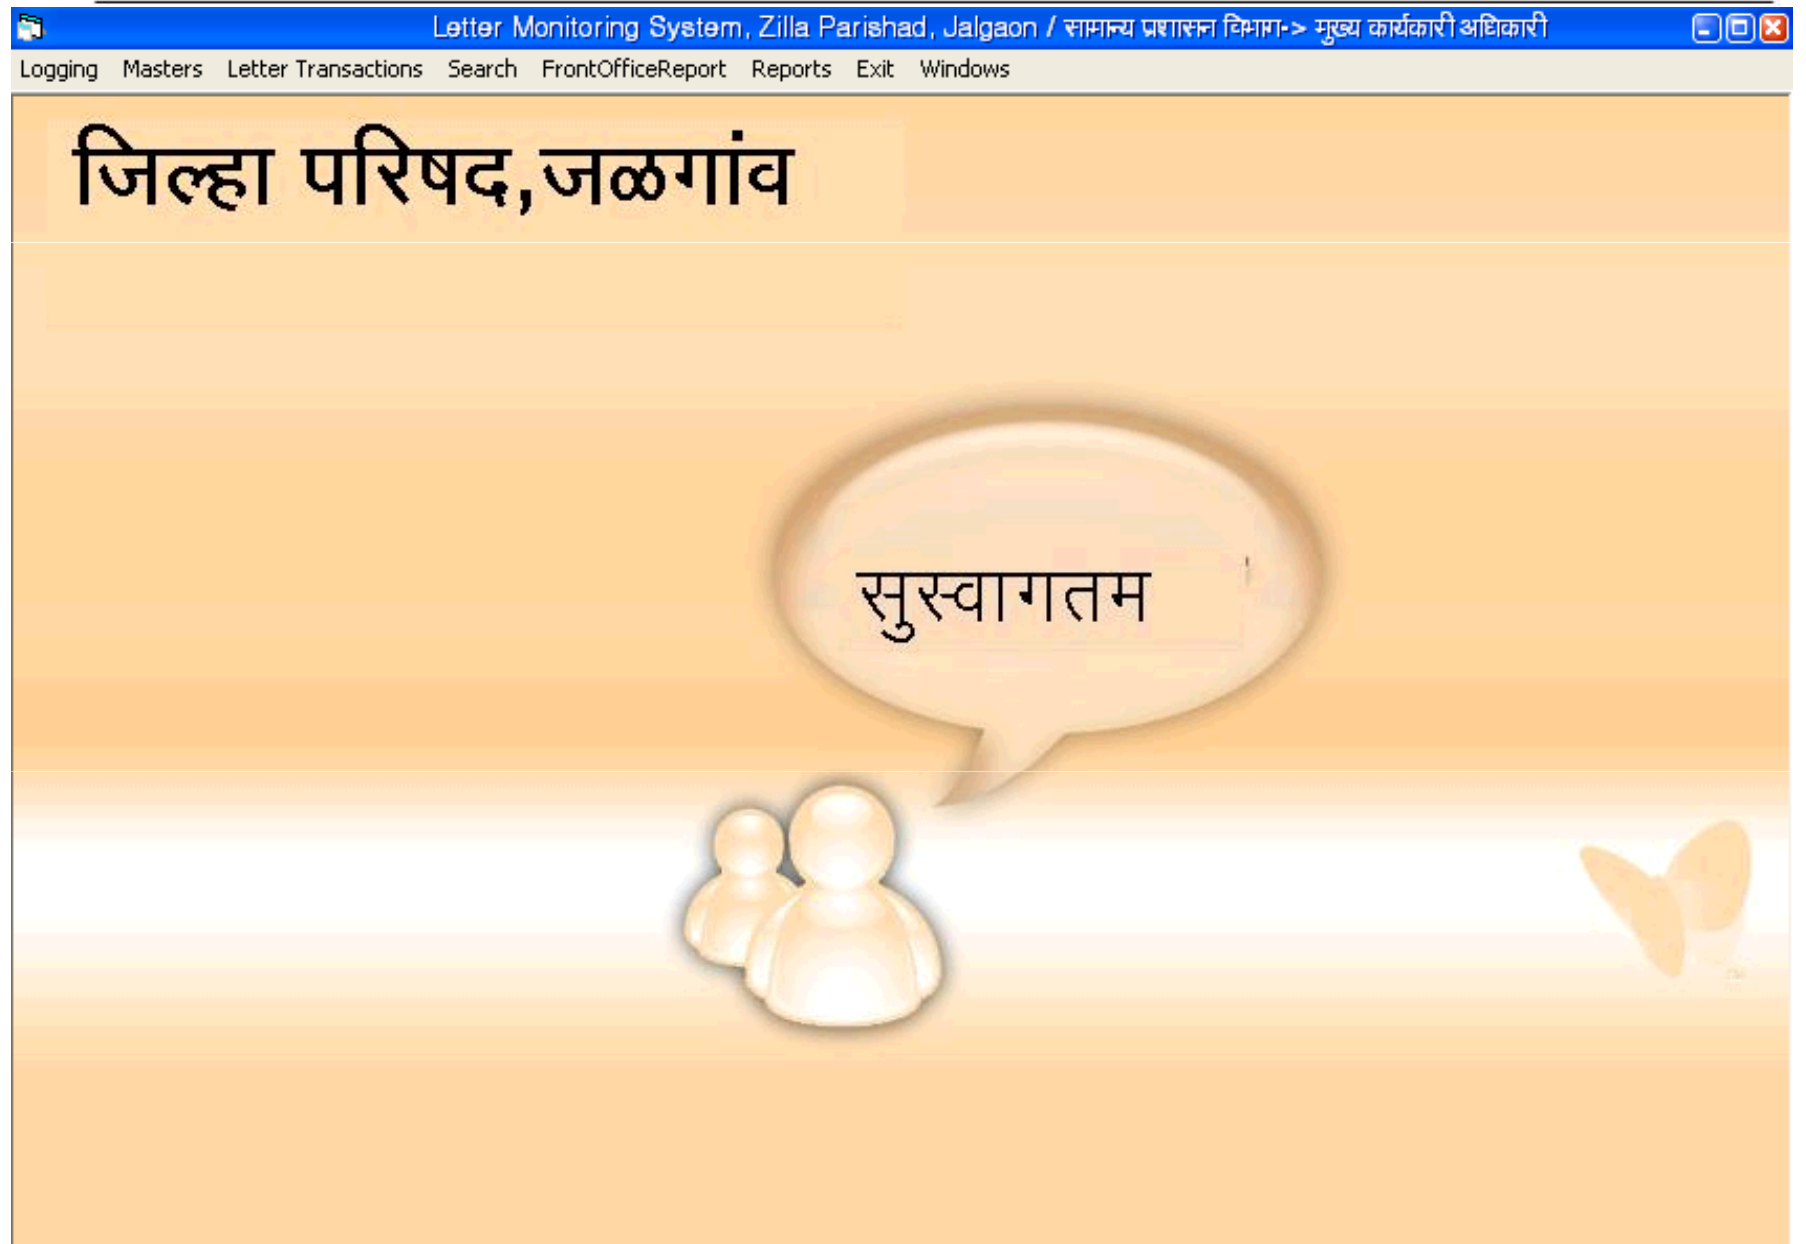 Letter Monitoring System, Zilla Parishad, Jalgaon / सामान्य प्रशासन विभाग-> मुख्य कार्यकारी अधिकारी
Logging Masters Letter Transactions Search FrontOfficeReport Reports Exit Windows
जिल्हा परिषद,जळगांव
सुस्वागतम